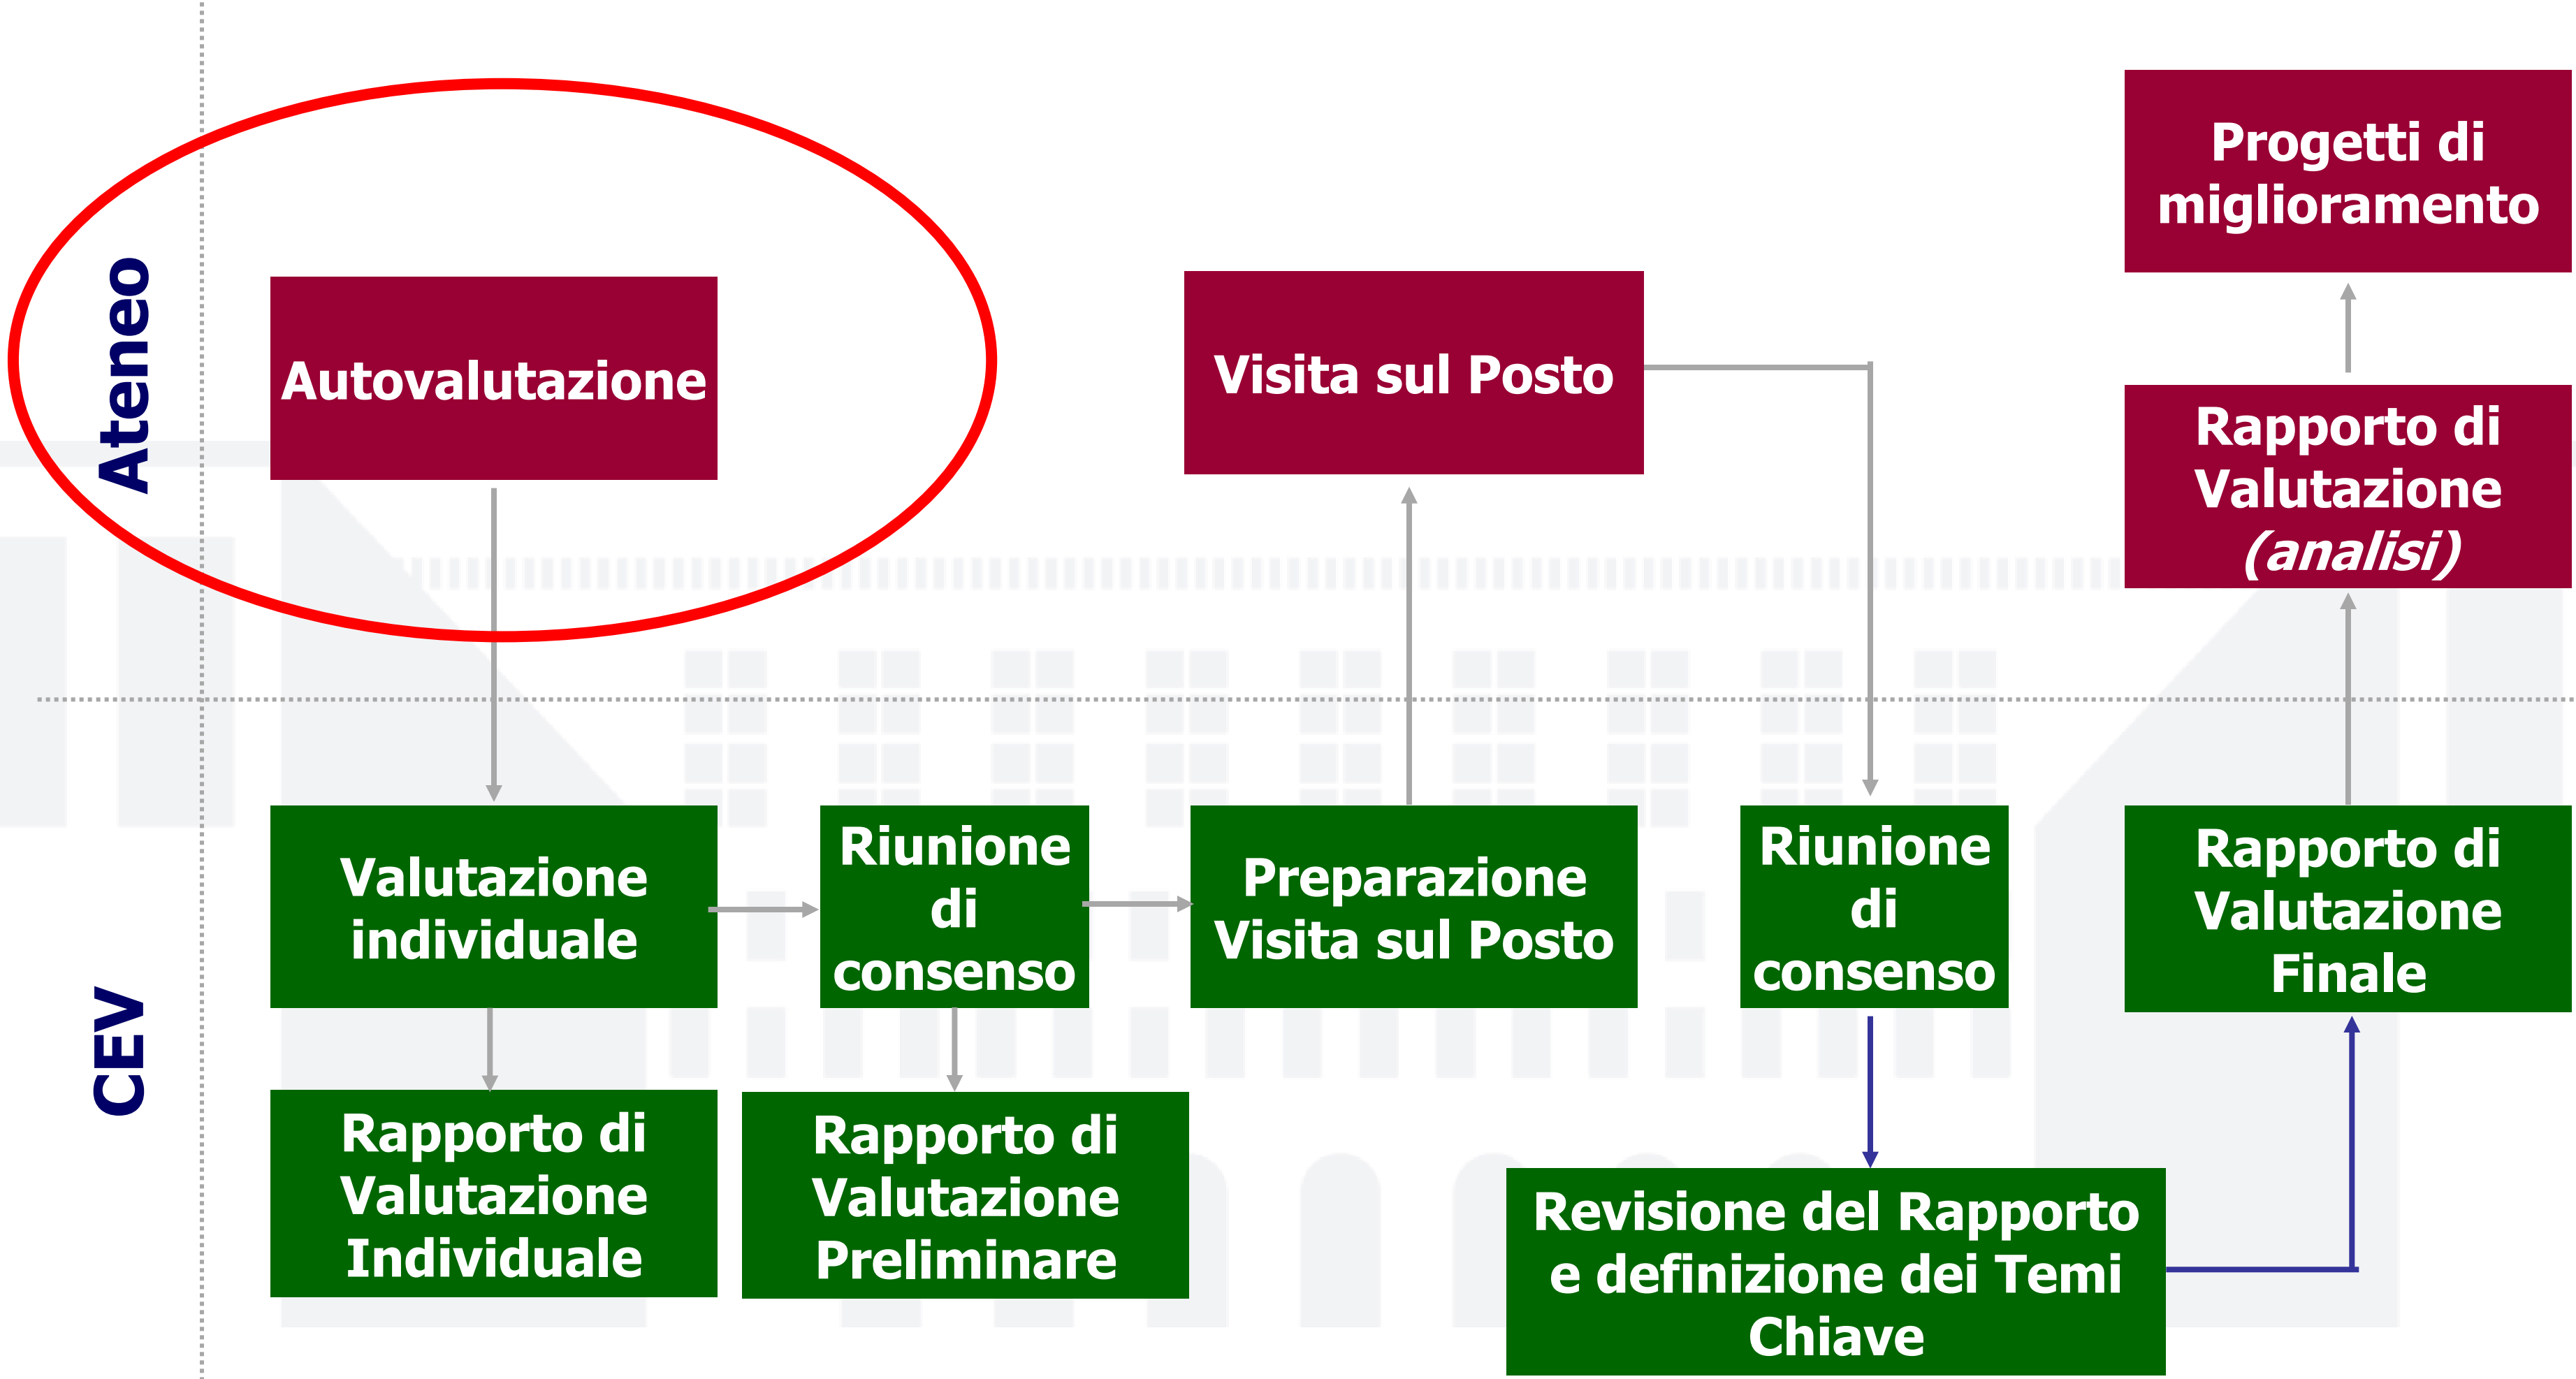 Ateneo
Autovalutazione
Visita sul Posto
Progetti di
miglioramento
Rapporto di
Valutazione
(analisi)
CEV
Valutazione
individuale
Riunione
di
consenso
Preparazione
Visita sul Posto
Riunione
di
consenso
Rapporto di
Valutazione
Finale
Rapporto di
Valutazione
Individuale
Rapporto di
Valutazione
Preliminare
Revisione del Rapporto
e definizione dei Temi
Chiave